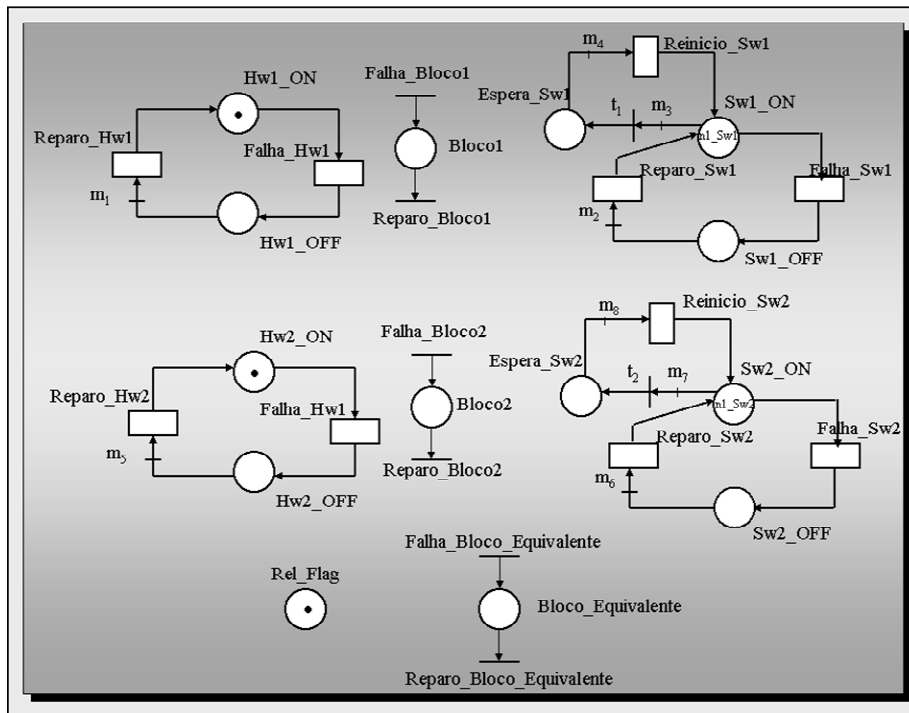 Hw1_ON
Reparo_Hw1
Falha_Hw1
m1
Hw1_OFF
Falha_Bloco1
Bloco1
Reparo_Bloco1
m4
Reinicio_Sw1
Espera_Sw1
t1
m3
Sw1_ON
n1_Sw1
Reparo_Sw1
Falha_Sw1
m2
Sw1_OFF
Hw2_ON
Reparo_Hw2
Falha_Hw1
m5
Hw2_OFF
Falha_Bloco2
Bloco2
Reparo_Bloco2
m8
Reinicio_Sw2
Espera_Sw2
t2
m7
Sw2_ON
n1_Sw2
Reparo_Sw2
Falha_Sw2
m6
Sw2_OFF
Rel_Flag
Falha_Bloco_Equivalente
Bloco_Equivalente
Reparo_Bloco_Equivalente